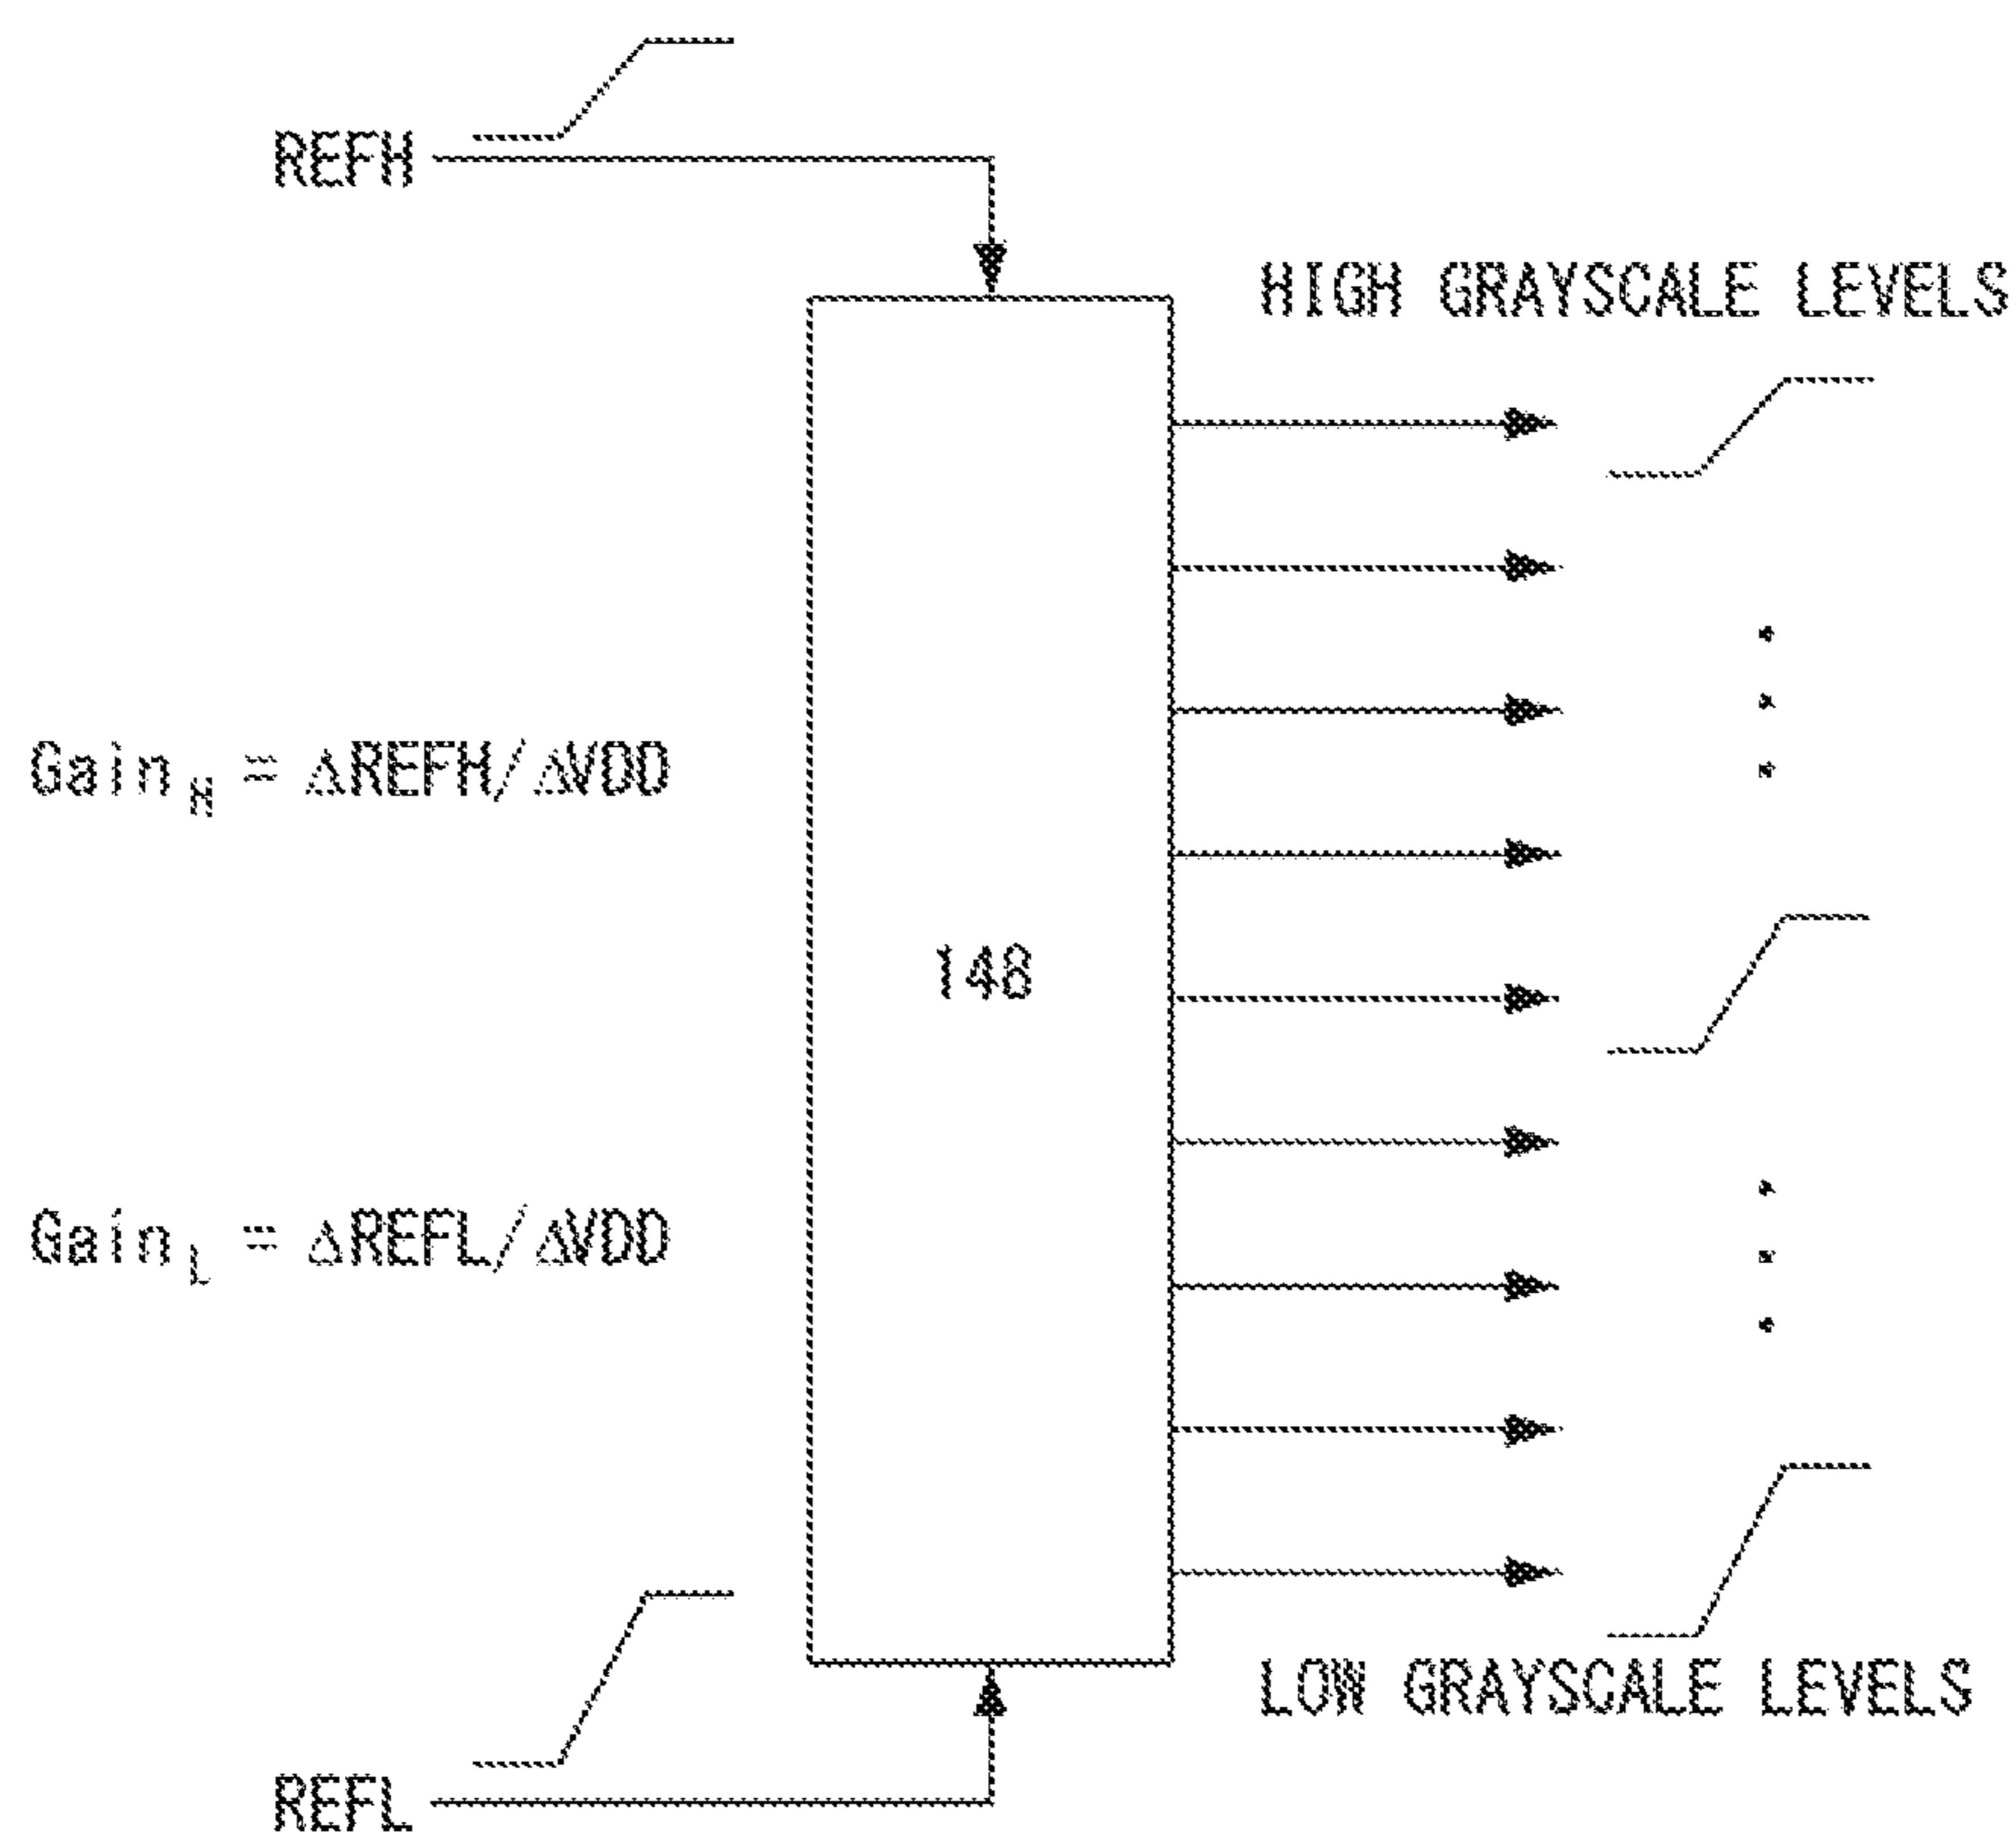 REFH
HIGH GRAYSCALE LEVELS
Gain_H = ΔREFH/ΔVDD
148
Gain_L = ΔREFL/ΔVDD
LOW GRAYSCALE LEVELS
REFL